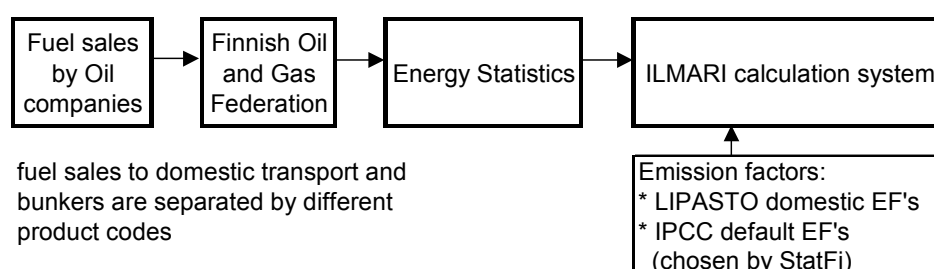 Fuel sales
by Oil
companies
Finnish Oil
and Gas
Federation
Energy Statistics
ILMARI calculation system
fuel sales to domestic transport and
bunkers are separated by different
product codes
Emission factors:
* LIPASTO domestic EF's
* IPCC default EF's
(chosen by StatFi)